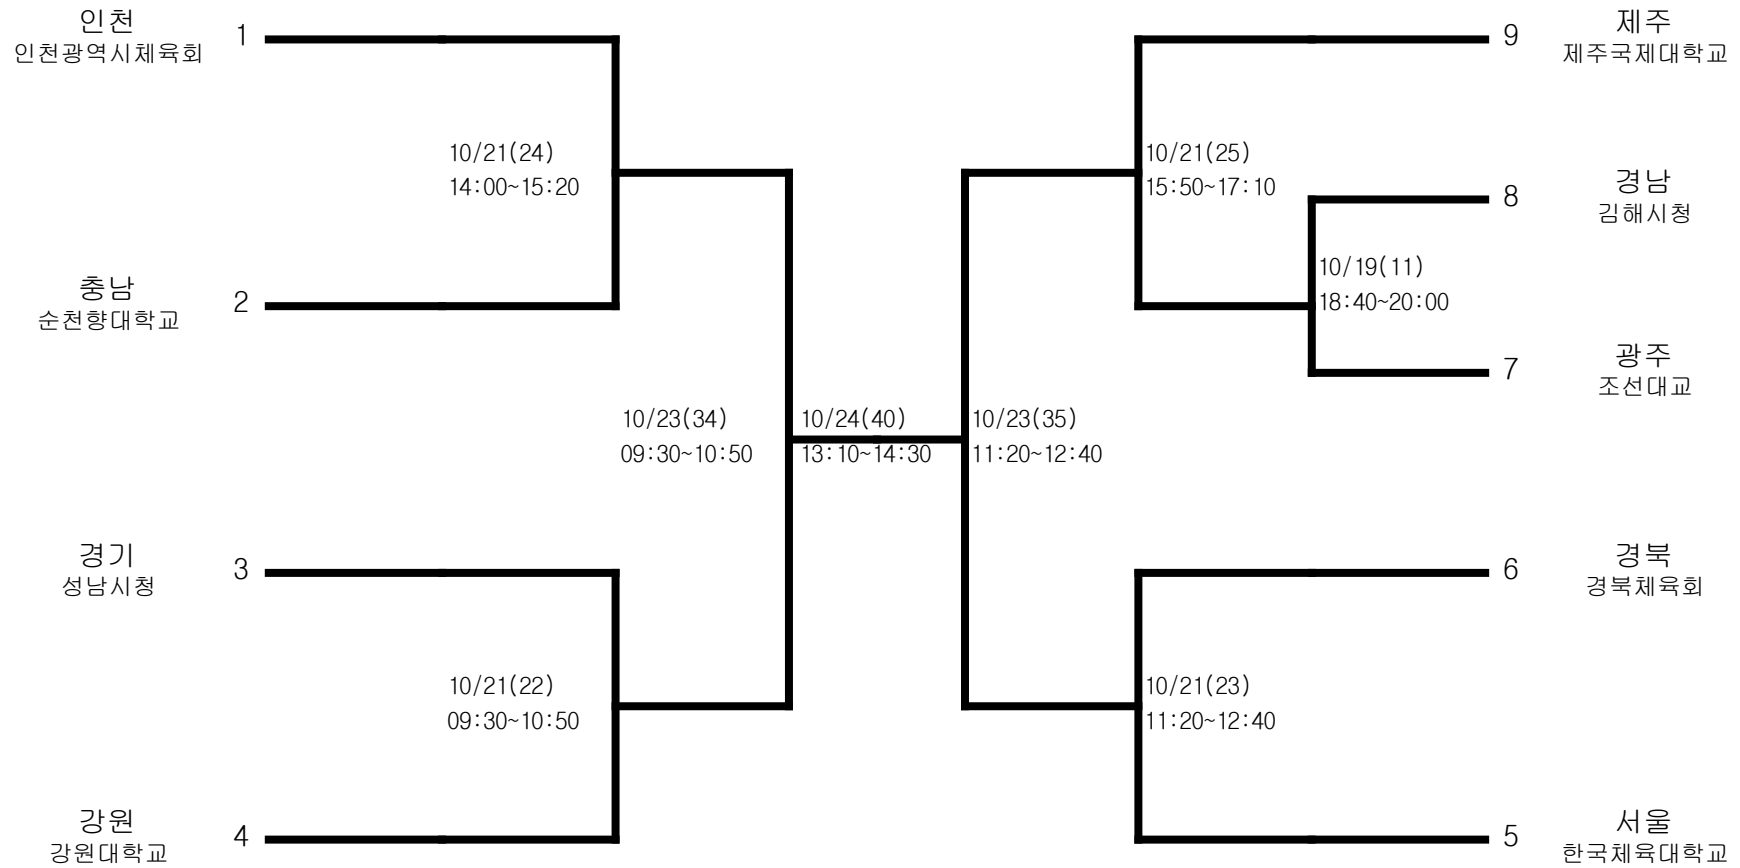 인천
인천광역시체육회
1
충남
순천향대학교
2
경기
성남시청
3
강원
강원대학교
4
10/21(24)
14:00~15:20
10/21(22)
09:30~10:50
10/23(34)
09:30~10:50
10/24(40)
13:10~14:30
10/23(35)
11:20~12:40
10/21(25)
15:50~17:10
10/19(11)
18:40~20:00
10/21(23)
11:20~12:40
9
제주
제주국제대학교
8
경남
김해시청
7
광주
조선대교
6
경북
경북체육회
5
서울
한국체육대학교